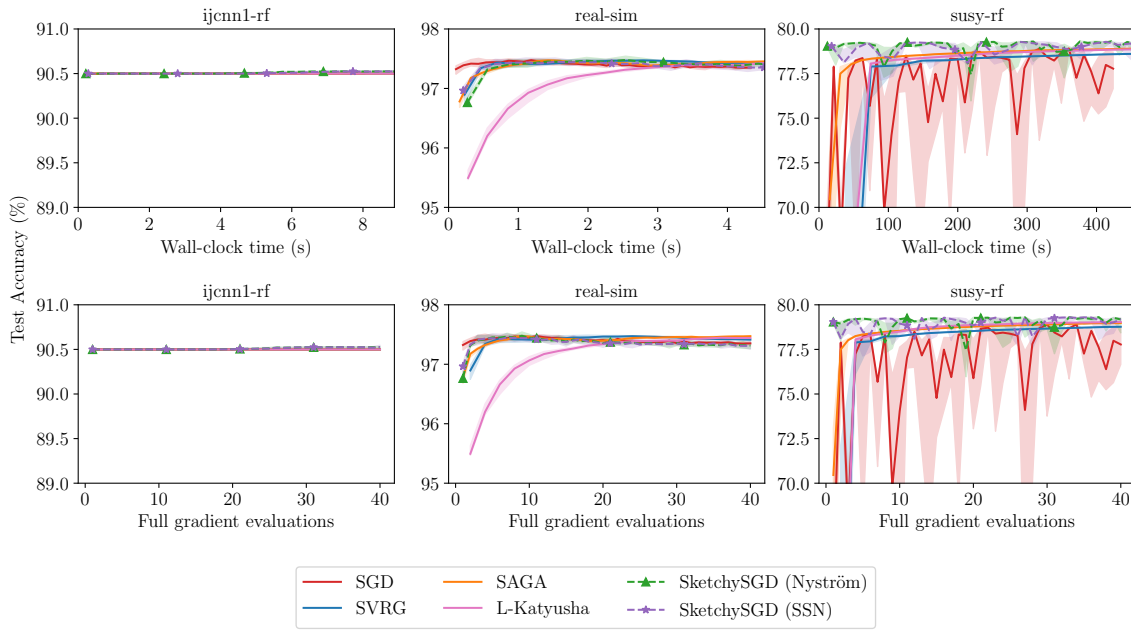 ijcnn1-rf
real-sim
susy-rf
91.0
90.5
90.0
89.5
89.0
98
97
96
95
80.0
77.5
75.0
72.5
70.0
0 2 4 6 8
0 1 2 3 4
0 100 200 300 400
Wall-clock time (s)
Wall-clock time (s)
Wall-clock time (s)
Test Accuracy (%)
ijcnn1-rf
real-sim
susy-rf
91.0
90.5
90.0
89.5
89.0
98
97
96
95
80.0
77.5
75.0
72.5
70.0
0 10 20 30 40
0 10 20 30 40
0 10 20 30 40
Full gradient evaluations
Full gradient evaluations
Full gradient evaluations
SGD SAGA SketchySGD (Nyström)
SVRG L-Katyusha SketchySGD (SSN)